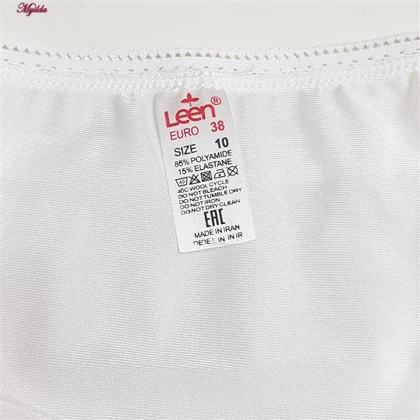 Myilda
Leen®
EURO 38
SIZE 10
85% POLYAMIDE
15% ELASTANE
40C WOOL CYCLE
DO NOT BLEACH
DO NOT TUMBLE DRY
DO NOT IRON
DO NOT DRY CLEAN
EAC
MADE IN IRAN